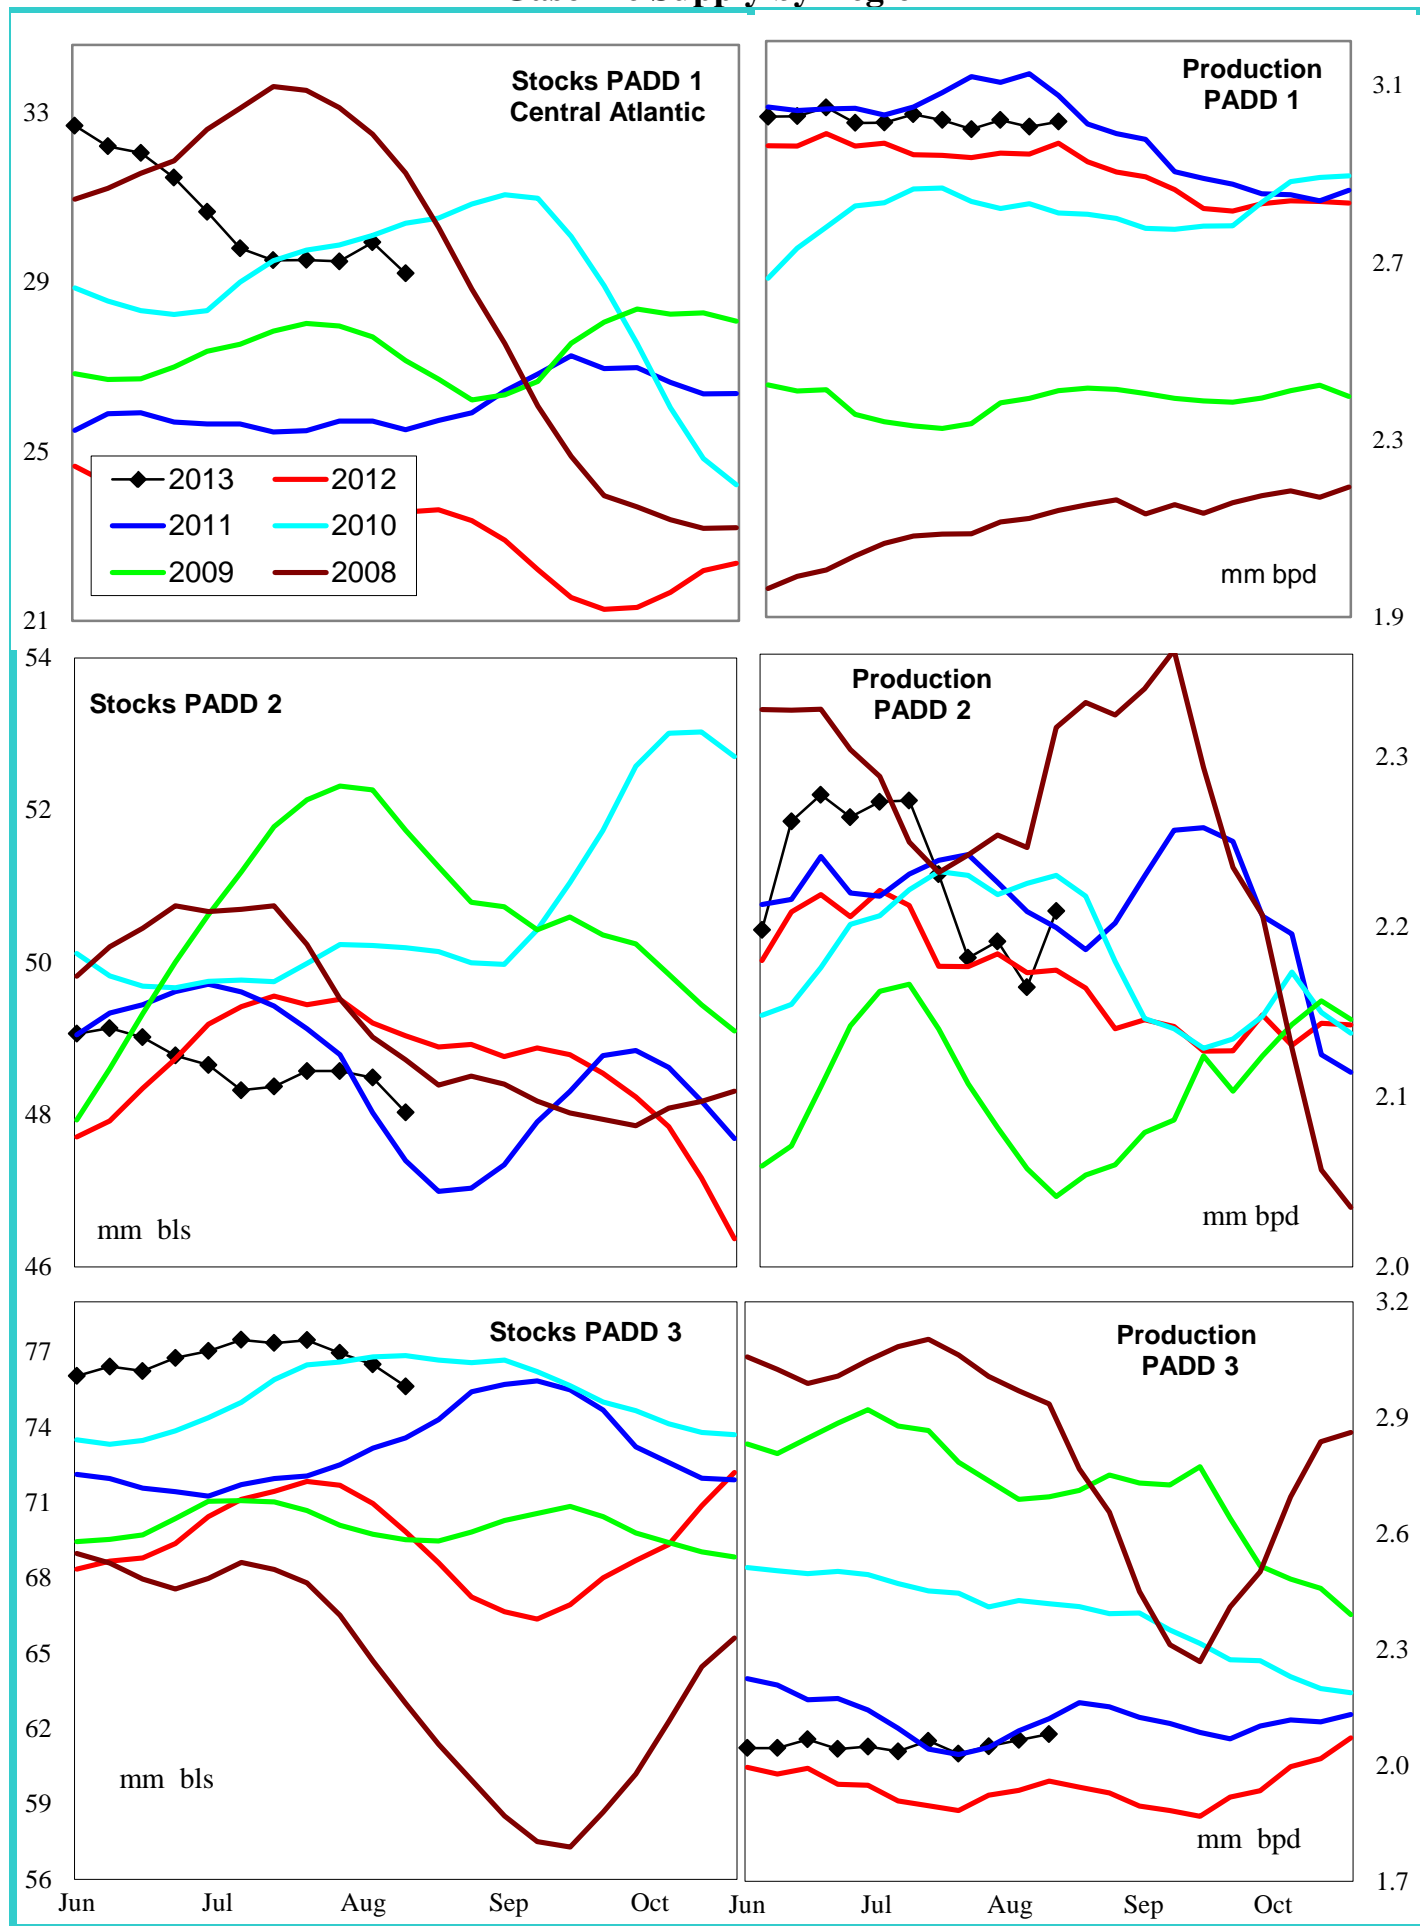 Stocks PADD 1
Central Atlantic
33
29
25
21
2013
2012
2011
2010
2009
2008
Production
PADD 1
3.1
2.7
2.3
1.9
mm bpd
Stocks PADD 2
54
52
50
48
46
mm bls
Production
PADD 2
2.3
2.2
2.1
2.0
mm bpd
Stocks PADD 3
77
74
71
68
65
62
59
56
mm bls
Jun Jul Aug Sep Oct
Production
PADD 3
3.2
2.9
2.6
2.3
2.0
1.7
mm bpd
Jun Jul Aug Sep Oct